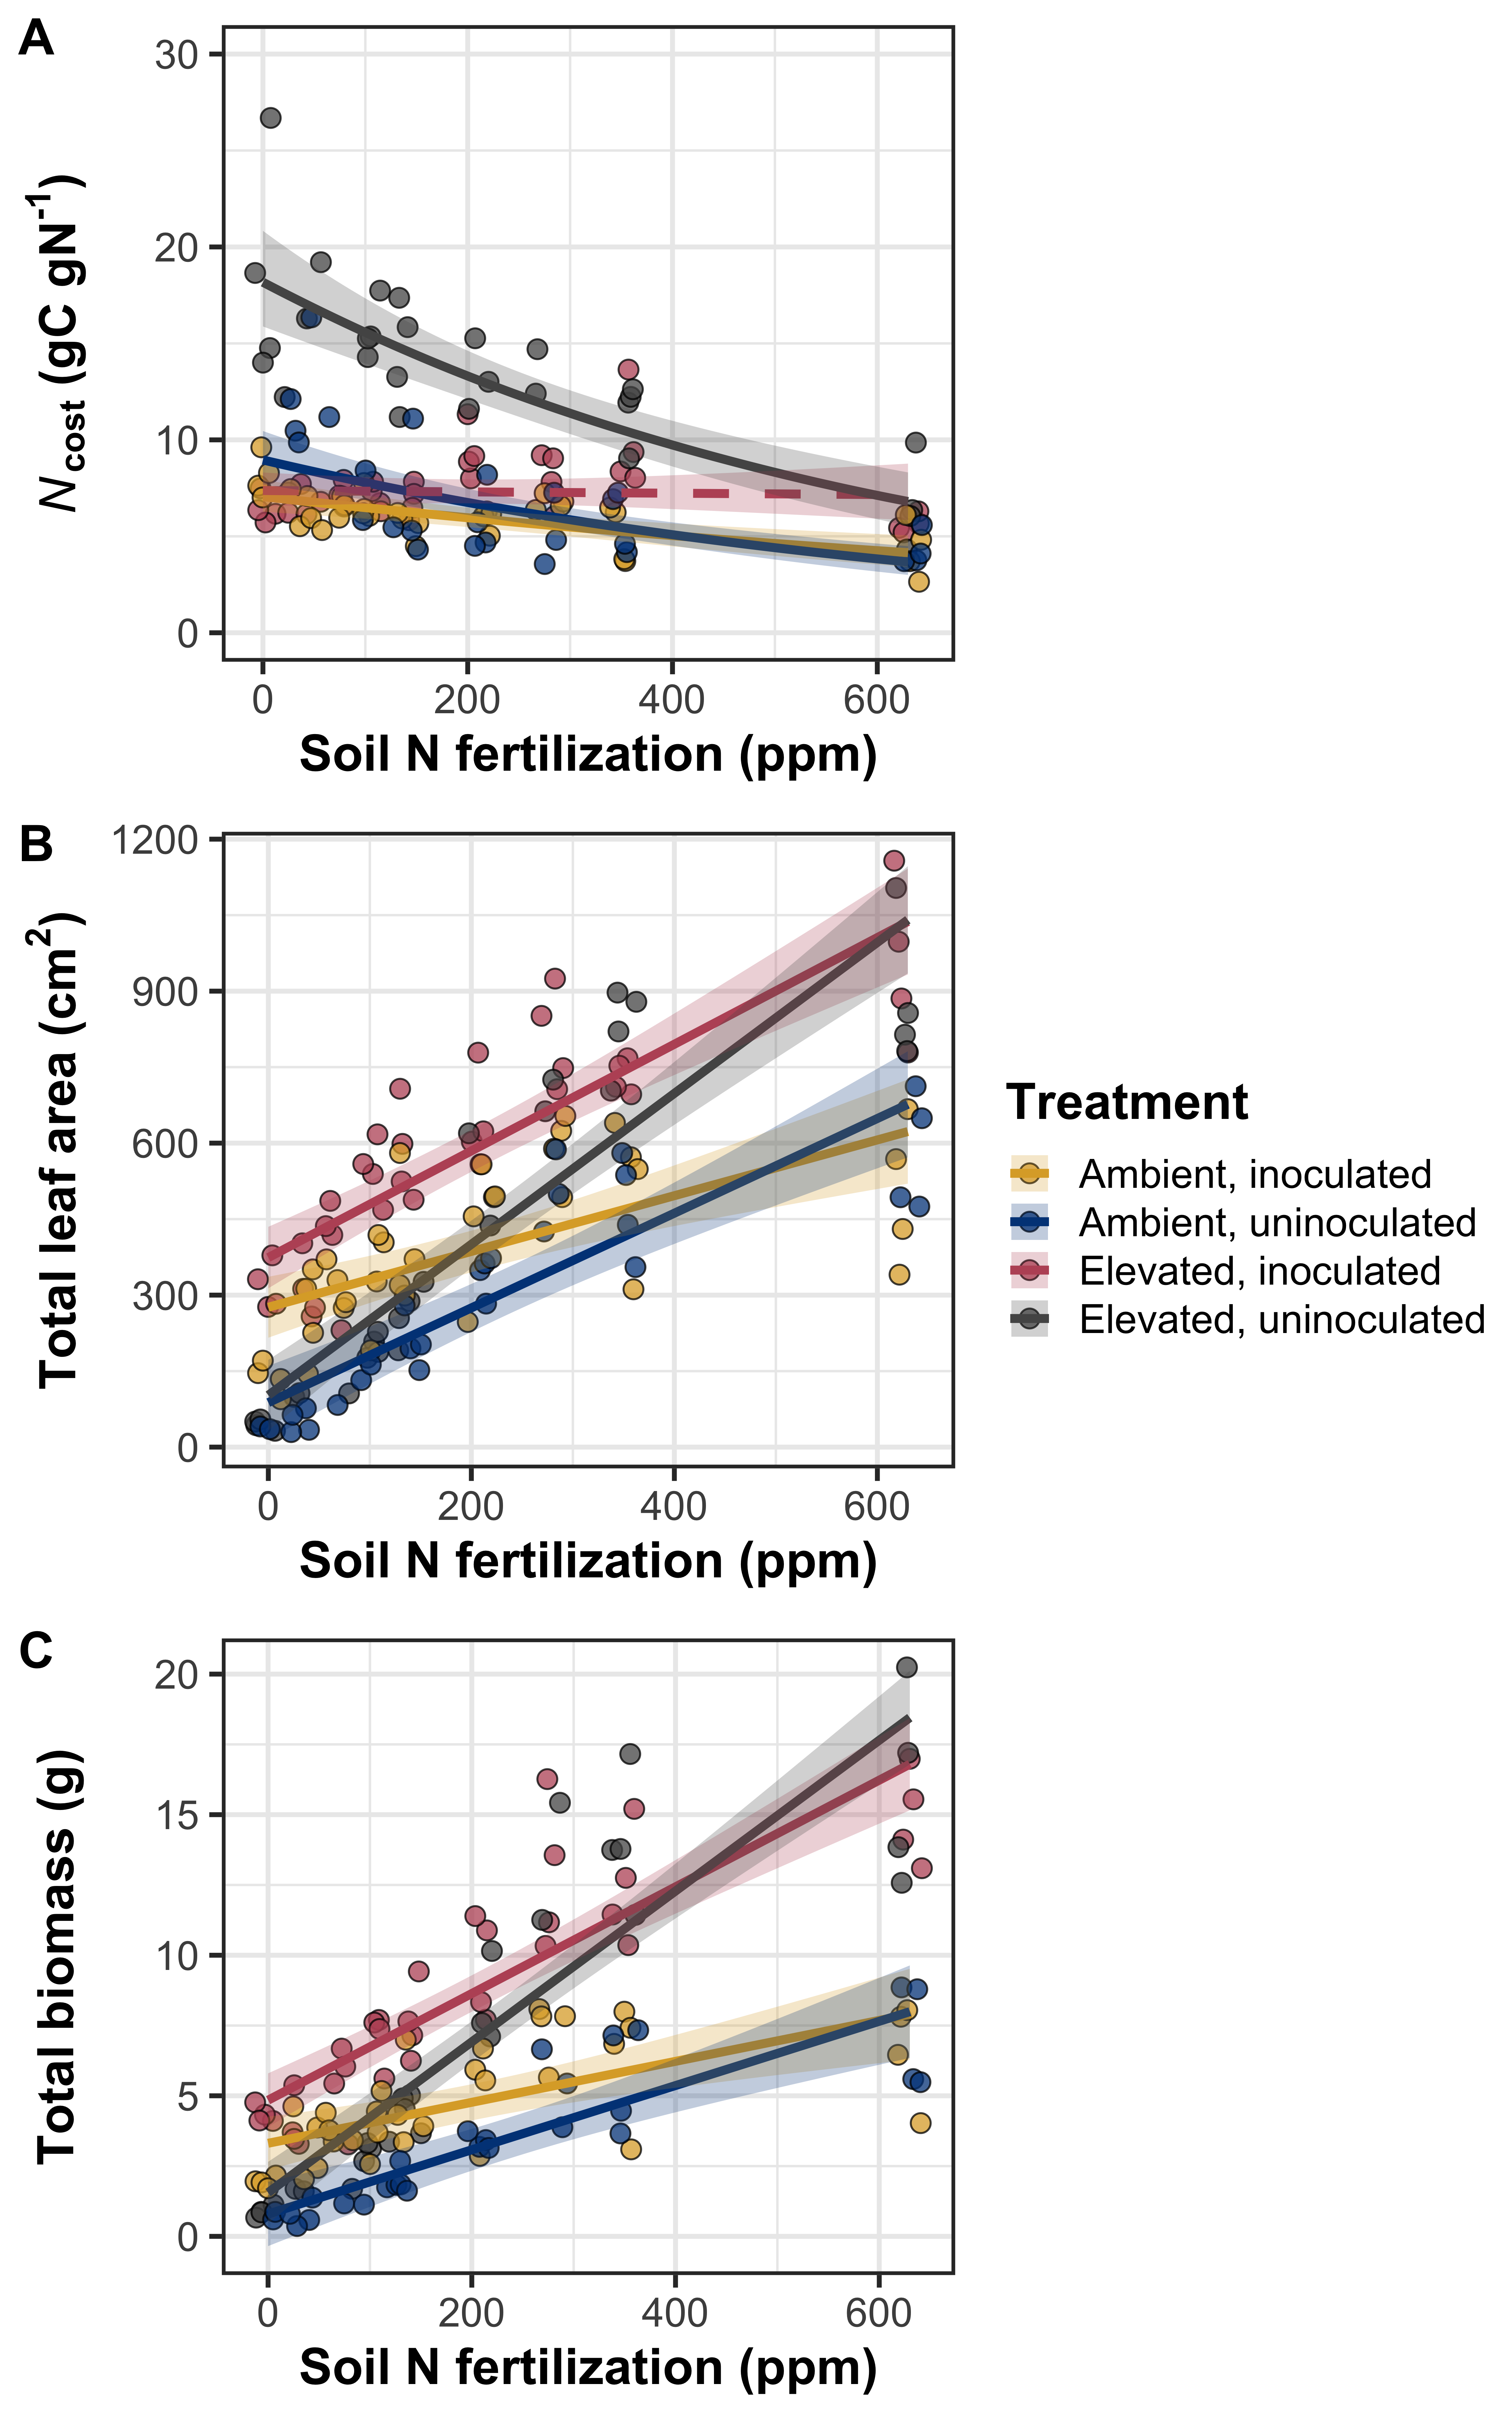 A
30
20
10
0
N cost (gC gN-1)
0 200 400 600
Soil N fertilization (ppm)
B
1200
900
600
300
0
Total leaf area (cm2)
0 200 400 600
Soil N fertilization (ppm)
Treatment
Ambient, inoculated
Ambient, uninoculated
Elevated, inoculated
Elevated, uninoculated
C
20
15
10
5
0
Total biomass (g)
0 200 400 600
Soil N fertilization (ppm)